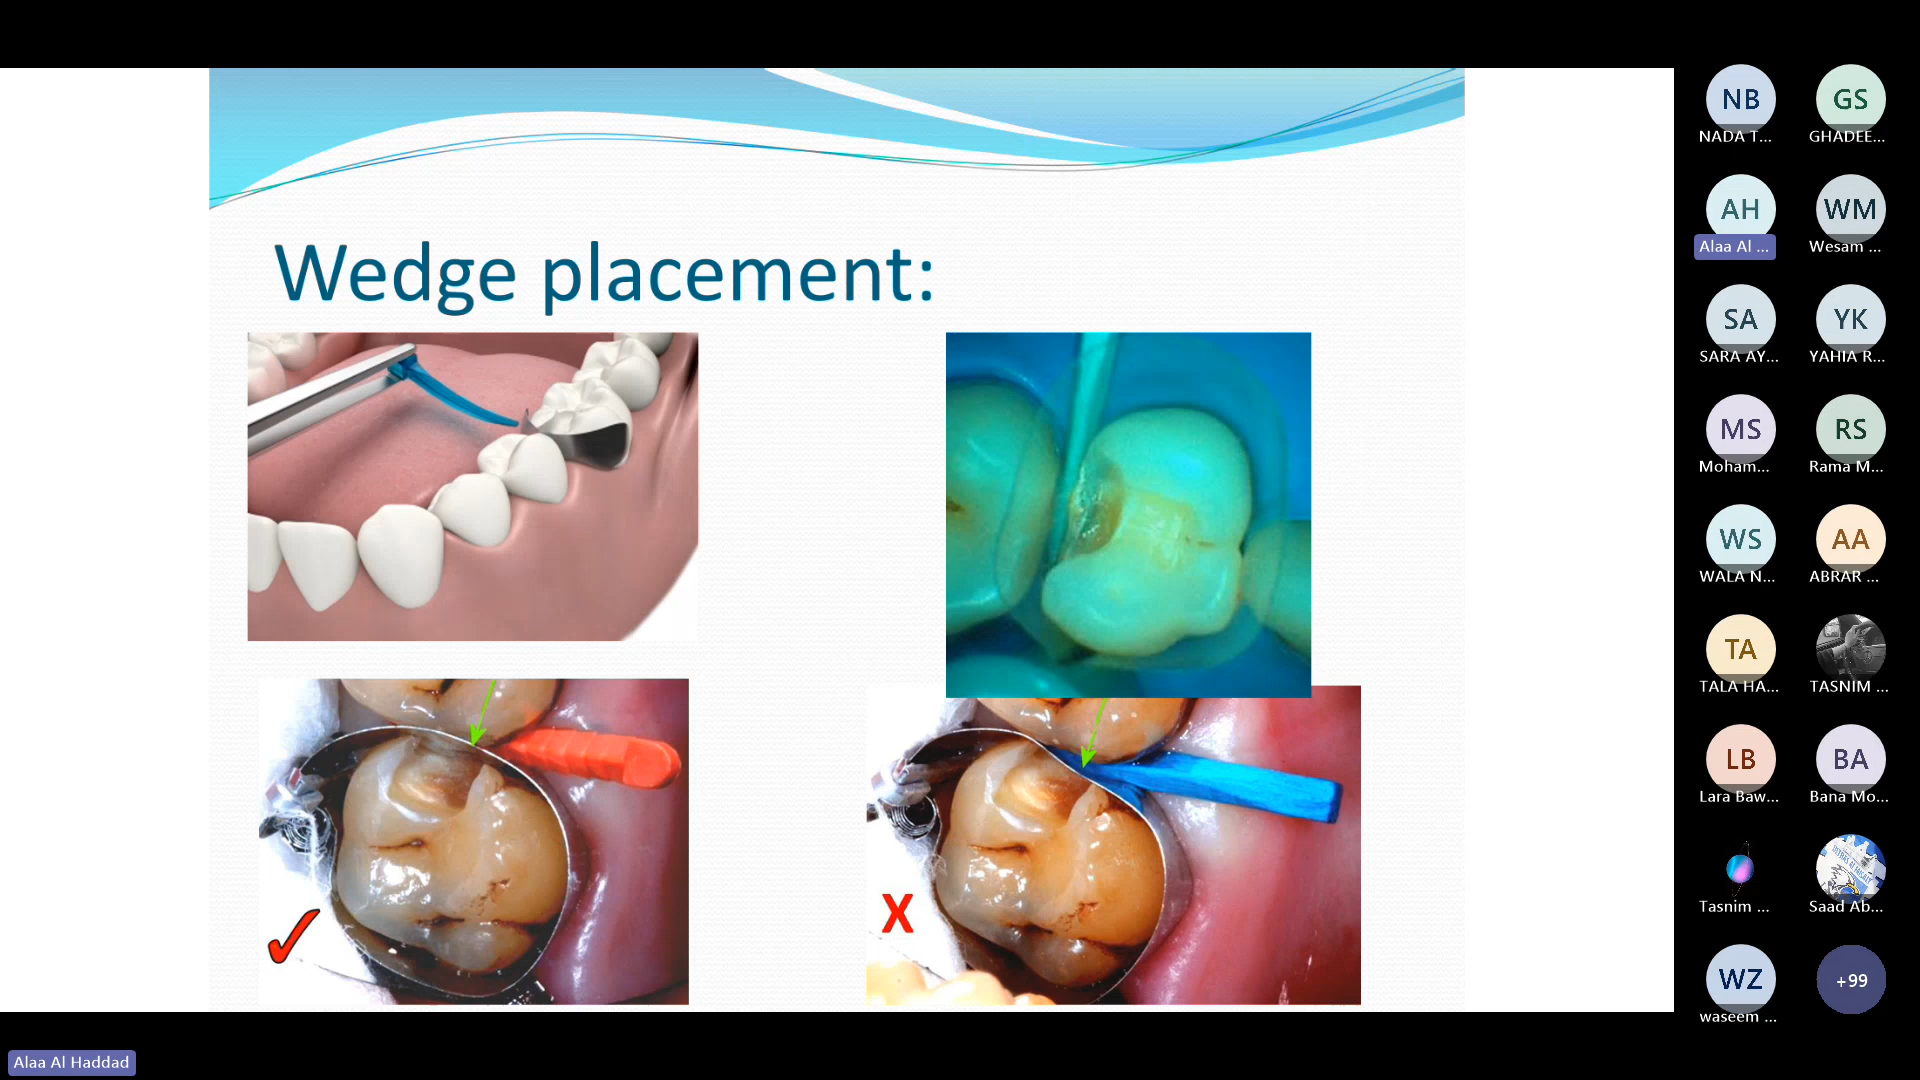 Wedge placement:
X
NB
NADA T...
GS
GHADEE...
AH
Alaa Al ...
WM
Wesam ...
SA
SARA AY...
YK
YAHIA R...
MS
Moham...
RS
Rama M...
WS
WALA N...
AA
ABRAR ...
TA
TALA HA...
TASNIM ...
LB
Lara Baw...
BA
Bana Mo...
Tasnim ...
Saad Ab...
WZ
waseem ...
+99
Alaa Al Haddad